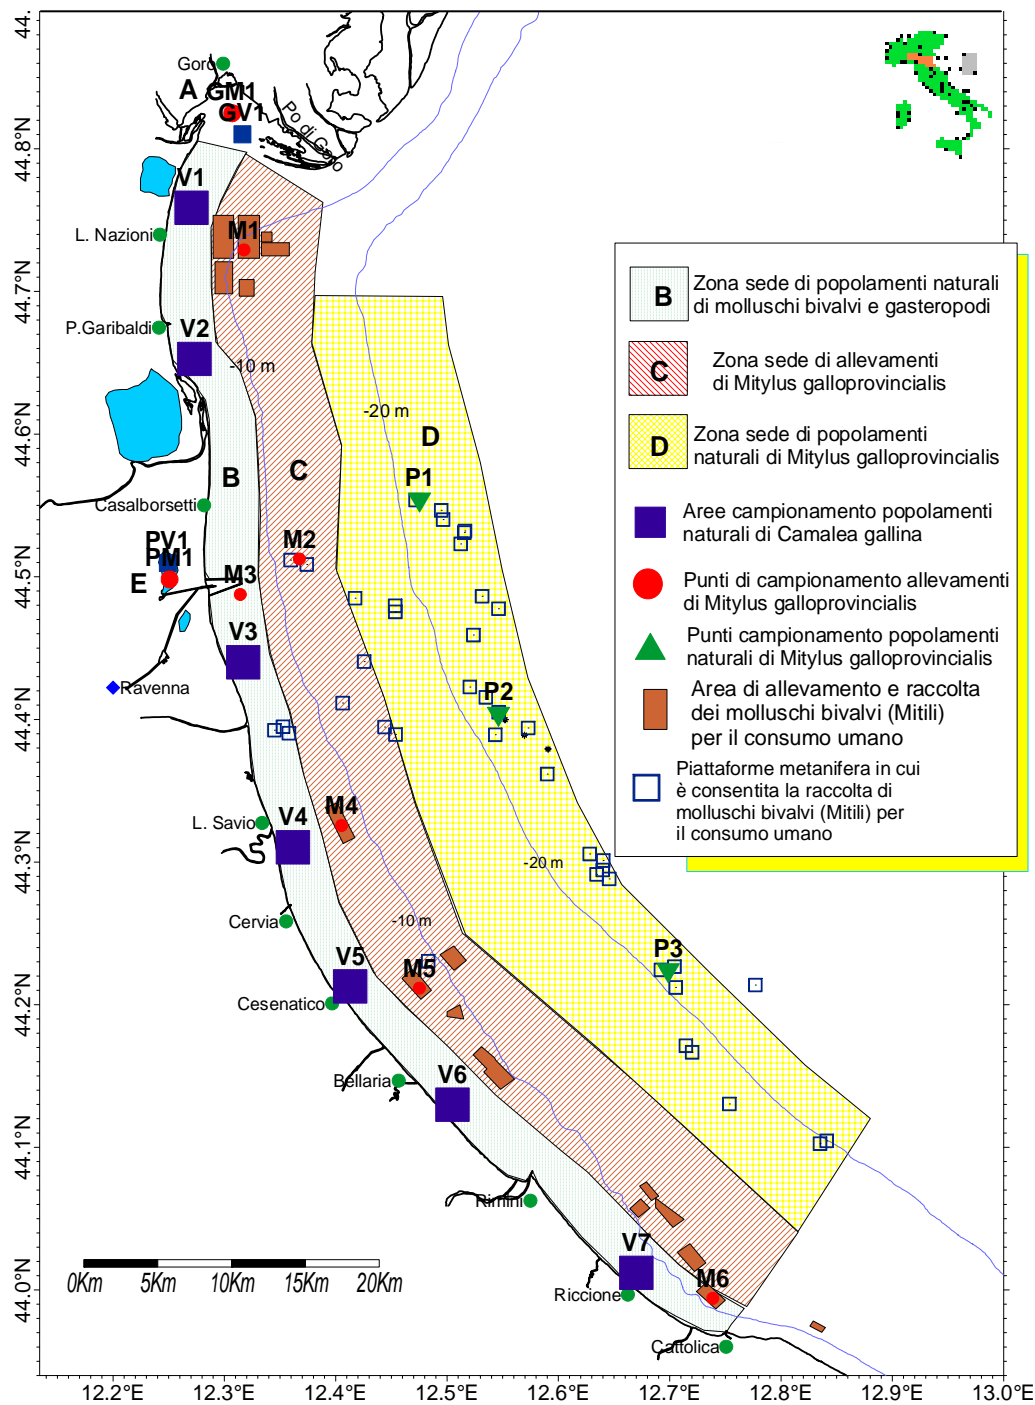 44.
44.8°N
44.7°N
44.6°N
44.5°N
44.4°N
44.3°N
44.2°N
44.1°N
44.0°N
Goro
A
GM1
GV1
Po di Goro
V1
L. Nazioni
M1
P.Garibaldi
V2
-10 m
-20 m
D
P1
B
C
Casalborsetti
PV1
PM1
E
M2
M3
V3
Ravenna
P2
M4
V4
L. Savio
-20 m
Cervia
-10 m
V5
M5
P3
Cesenatico
V6
Bellaria
Rimini
V7
M6
Riccione
Cattolica
0Km 5Km 10Km 15Km 20Km
12.2°E 12.3°E 12.4°E 12.5°E 12.6°E 12.7°E 12.8°E 12.9°E 13.0°E
B
Zona sede di popolamenti naturali
di molluschi bivalvi e gasteropodi
C
Zona sede di allevamenti
di Mitylus galloprovincialis
D
Zona sede di popolamenti
naturali di Mitylus galloprovincialis
Aree campionamento popolamenti
naturali di Camalea gallina
Punti di campionamento allevamenti
di Mitylus galloprovincialis
Punti campionamento popolamenti
naturali di Mitylus galloprovincialis
Area di allevamento e raccolta
dei molluschi bivalvi (Mitili)
per il consumo umano
Piattaforme metanifera in cui
è consentita la raccolta di
molluschi bivalvi (Mitili) per
il consumo umano